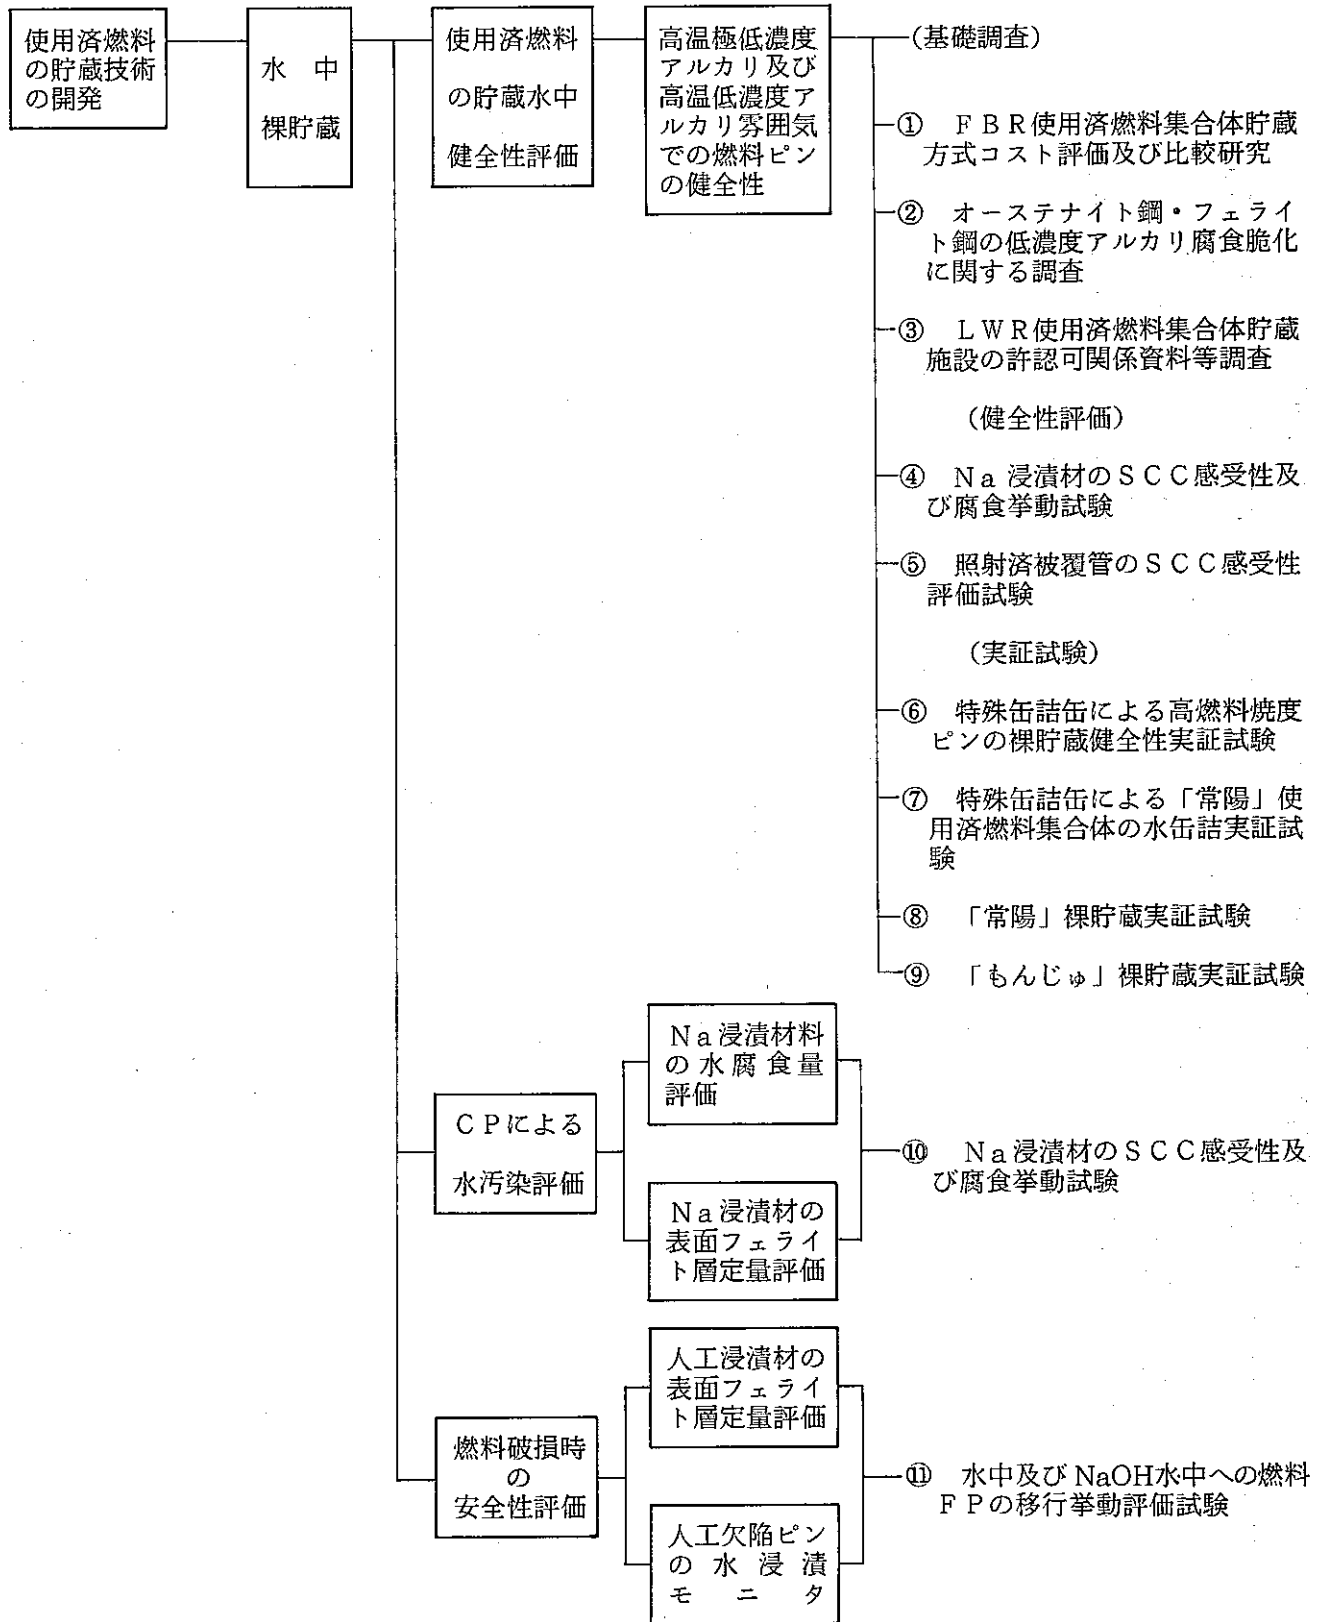 使用済燃料
の貯蔵技術
の開発
水中
裸貯蔵
使用済燃料
の貯蔵水中
健全性評価
高温極低濃度
アルカリ及び
高温低濃度ア
ルカリ雰囲気
での燃料ピン
の健全性
(基礎調査)
① FBR使用済燃料集合体貯蔵
方式コスト評価及び比較研究
② オーステナイト鋼・フェライ
ト鋼の低濃度アルカリ腐食脆化
に関する調査
③ LWR使用済燃料集合体貯蔵
施設の許認可関係資料等調査
(健全性評価)
④ Na浸漬材のSCC感受性及
び腐食挙動試験
⑤ 照射済被覆管のSCC感受性
評価試験
(実証試験)
⑥ 特殊缶詰缶による高燃料焼度
ピンの裸貯蔵健全性実証試験
⑦ 特殊缶詰缶による「常陽」使
用済燃料集合体の水缶詰実証試
験
⑧ 「常陽」裸貯蔵実証試験
⑨ 「もんじゅ」裸貯蔵実証試験
CPによる
水汚染評価
Na浸漬材料
の水腐食量
評価
Na浸漬材の
表面フェライ
ト層定量評価
⑩ Na浸漬材のSCC感受性及
び腐食挙動試験
燃料破損時
の
安全性評価
人工浸漬材の
表面フェライ
ト層定量評価
人工欠陥ピン
の水浸漬
モニタ
⑪ 水中及びNaOH水中への燃料
FPの移行挙動評価試験